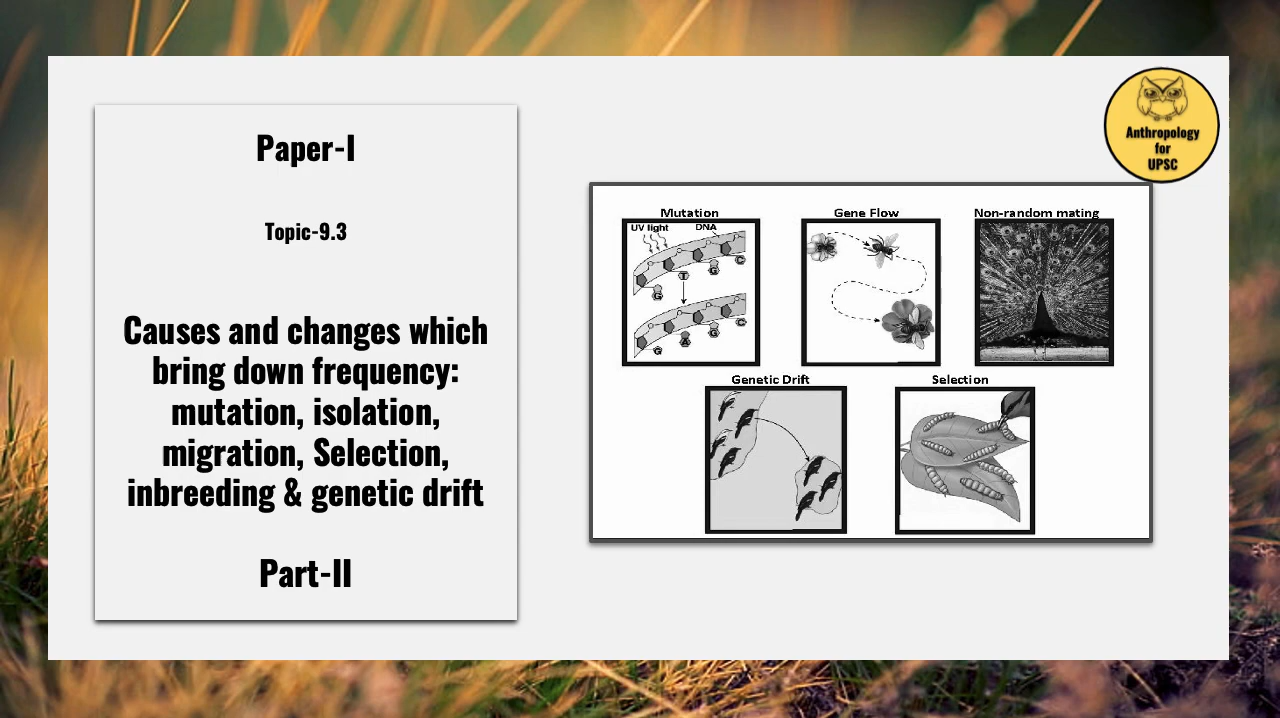 Paper-I
Topic-9.3
Causes and changes which
bring down frequency:
mutation, isolation,
migration, Selection,
inbreeding & genetic drift
Part-II
Anthropology
for
UPSC
Mutation
UV light DNA
T
G
C
G
A
G
C
G
Gene Flow
Non-random mating
Genetic Drift
Selection